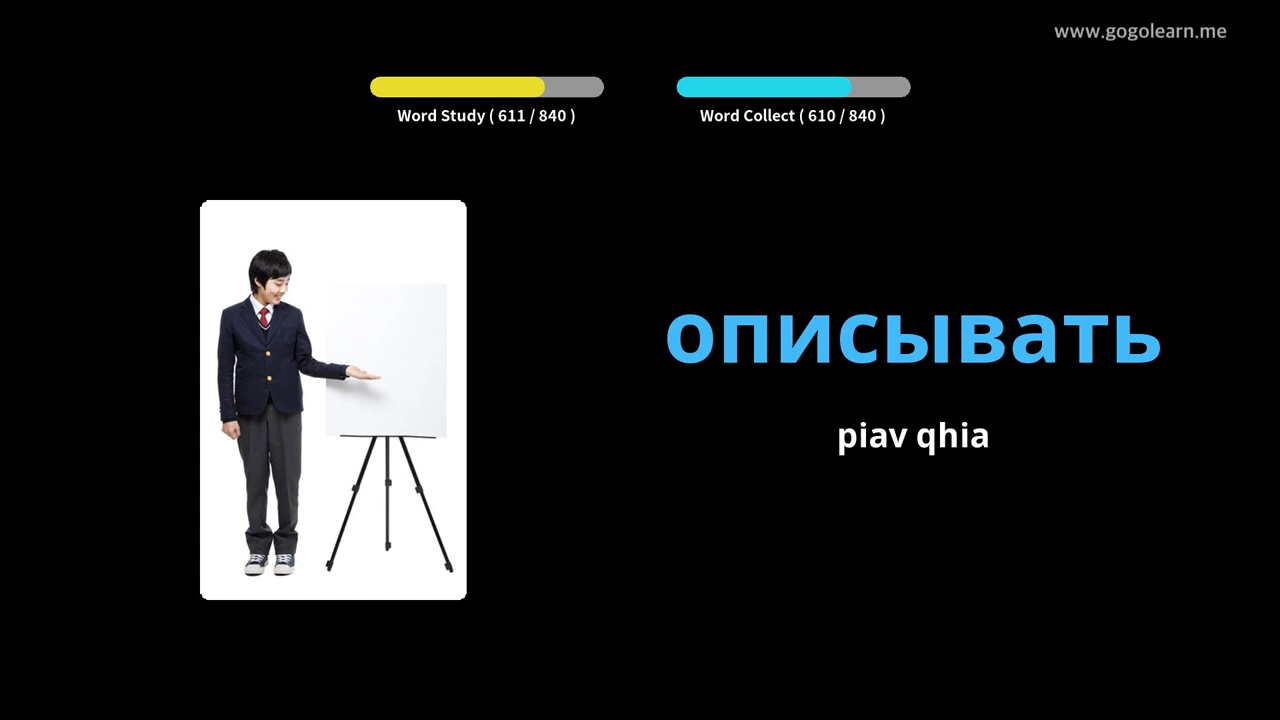 www.gogolearn.me
Word Study ( 611 / 840 )
Word Collect ( 610 / 840 )
описывать
piav qhia